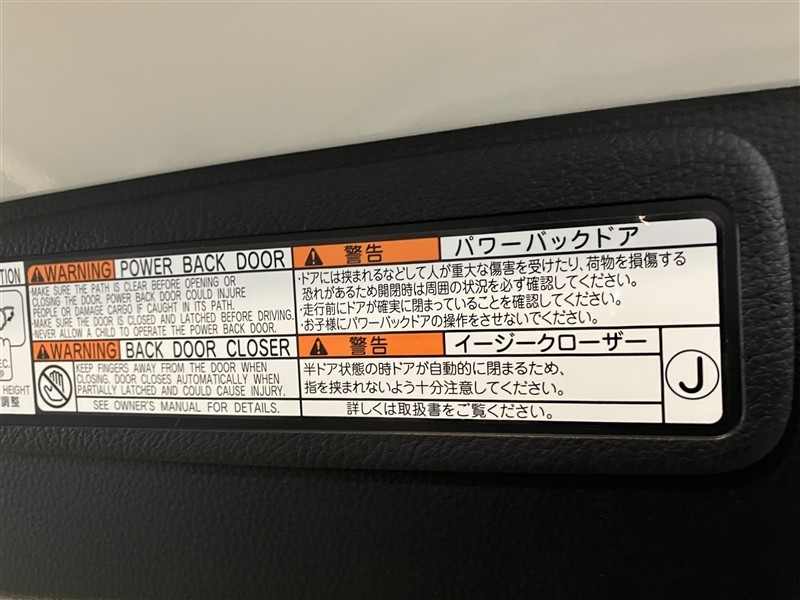 TION
EC.
HEIGHT
調整
WARNING POWER BACK DOOR
MAKE SURE THE PATH IS CLEAR BEFORE OPENING OR
CLOSING THE DOOR. POWER BACK DOOR COULD INJURE
PEOPLE OR DAMAGE CARGO IF CAUGHT IN ITS PATH.
·MAKE SURE THE DOOR IS CLOSED AND LATCHED BEFORE DRIVING.
·NEVER ALLOW A CHILD TO OPERATE THE POWER BACK DOOR.
WARNING BACK DOOR CLOSER
KEEP FINGERS AWAY FROM THE DOOR WHEN
CLOSING. DOOR CLOSES AUTOMATICALLY WHEN
PARTIALLY LATCHED AND COULD CAUSE INJURY.
SEE OWNER'S MANUAL FOR DETAILS.
警告 パワーバックドア
·ドアには挟まれるなどして人が重大な傷害を受けたり、荷物を損傷する
恐れがあるため開閉時は周囲の状況を必ず確認してください。
·走行前にドアが確実に閉まっていることを確認してください。
·お子様にパワーバックドアの操作をさせないでください。
警告 イージークローザー
半ドア状態の時ドアが自動的に閉まるため、
指を挟まれないよう十分注意してください。
詳しくは取扱書をご覧ください。
J